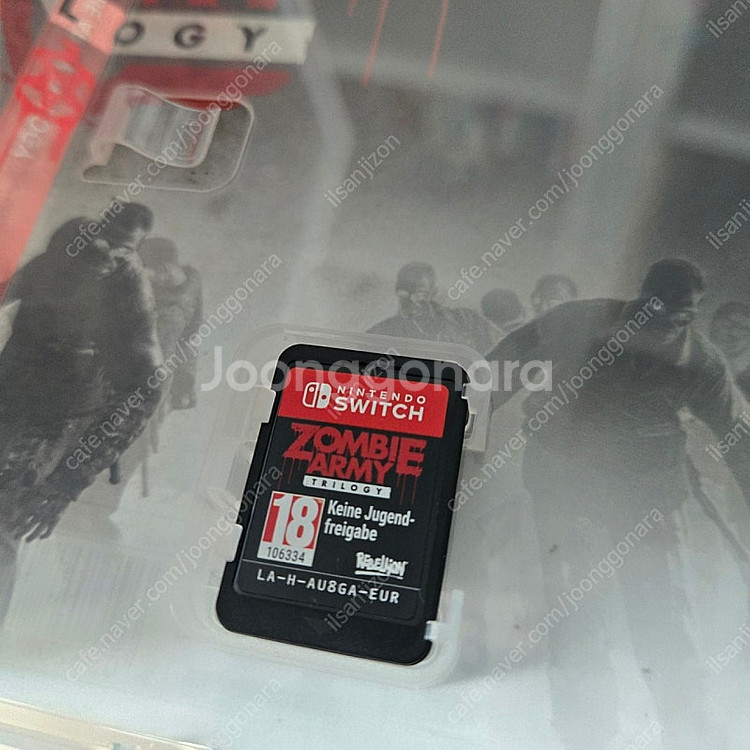 OGY
NINTENDO
SWITCH
ZOMBIE
ARMY
TRILOGY
18
Keine Jugend-
freigabe
106334
REBELLION
LA-H-AU8GA-EUR
Joonggonara
ilsanjizon
cafe.naver.com/joonggonara